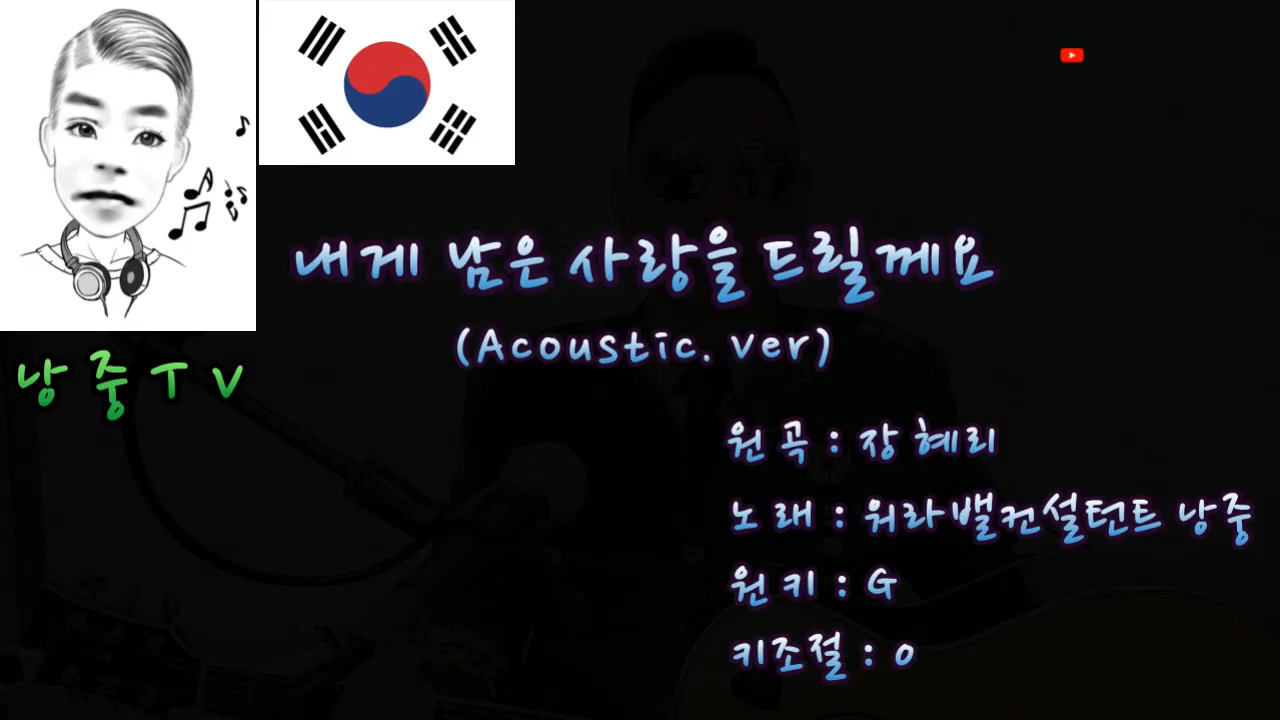 내게 남은 사랑을 드릴께요
(Acoustic. ver)
낭중TV
원곡 : 장혜리
노래 : 워라밸컨설턴트 낭중
원키 : G
키조절 : 0